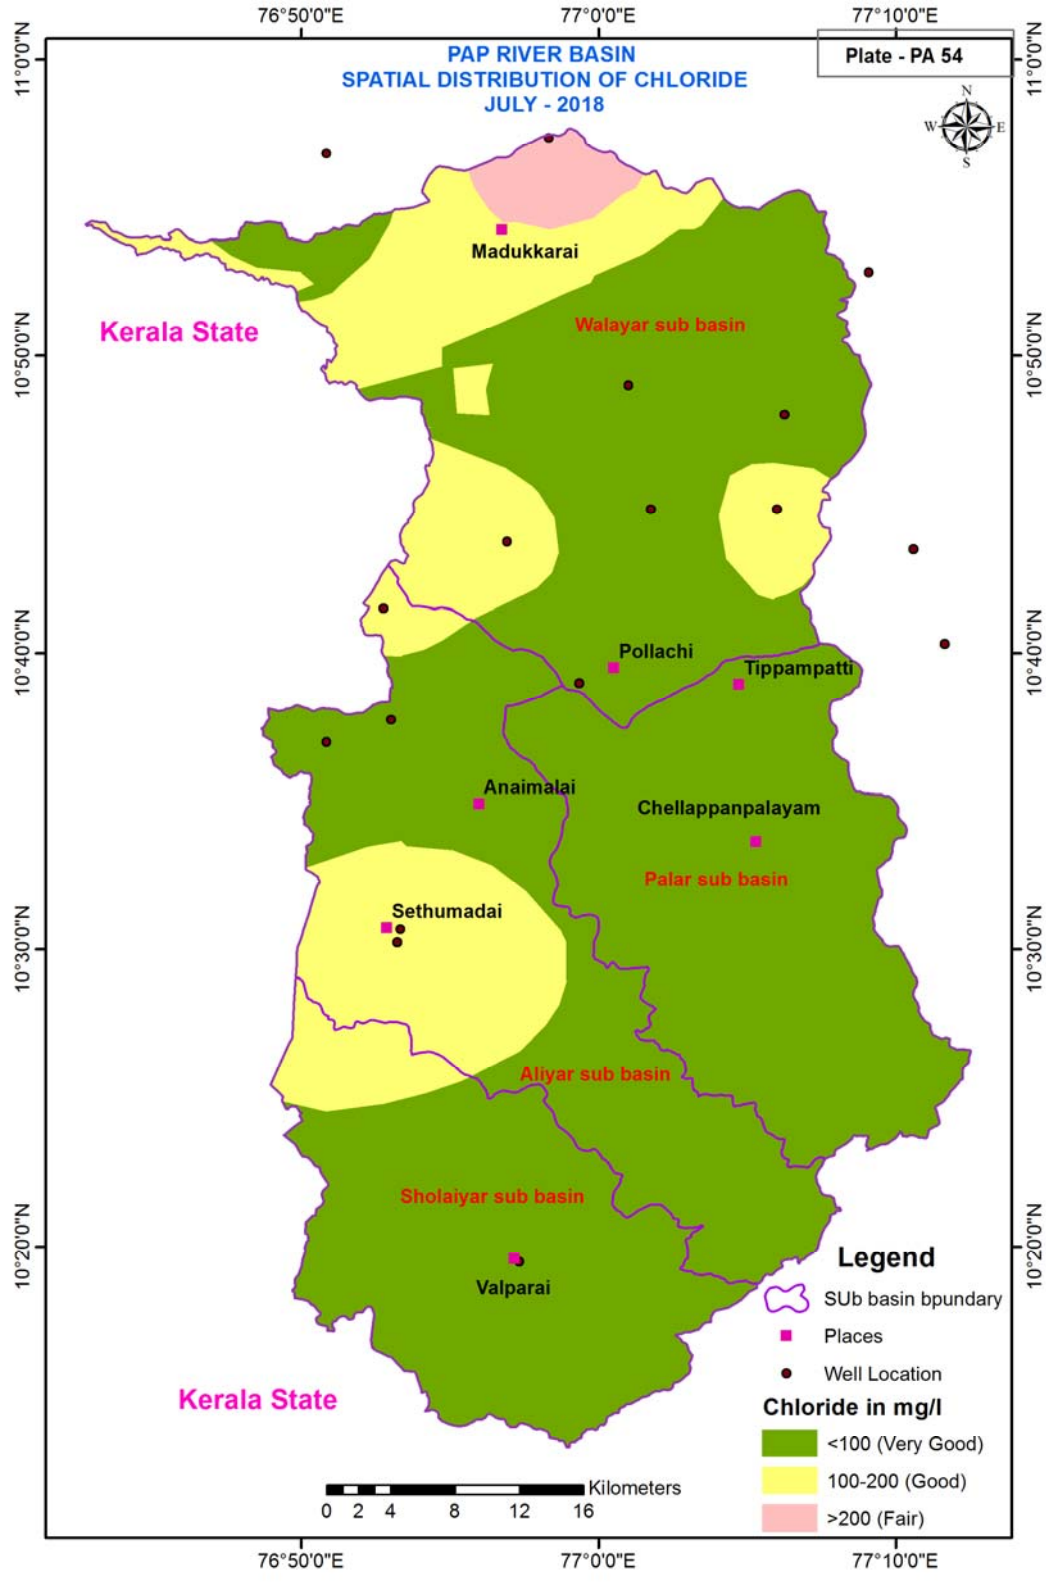 76°50'0"E 77°0'0"E 77°10'0"E
11°0'0"N
11°0'0"N
PAP RIVER BASIN
SPATIAL DISTRIBUTION OF CHLORIDE
JULY - 2018
Plate - PA 54
N
W E
S
Madukkarai
Kerala State
Walayar sub basin
10°50'0"N
10°50'0"N
10°40'0"N
10°40'0"N
Pollachi
Tippampatti
Anaimalai
Chellappanpalayam
Palar sub basin
Sethumadai
10°30'0"N
10°30'0"N
Aliyar sub basin
Sholaiyar sub basin
10°20'0"N
10°20'0"N
Valparai
Kerala State
Legend
SUb basin bpundary
Places
Well Location
Chloride in mg/l
<100 (Very Good)
100-200 (Good)
>200 (Fair)
Kilometers
0 2 4 8 12 16
76°50'0"E 77°0'0"E 77°10'0"E